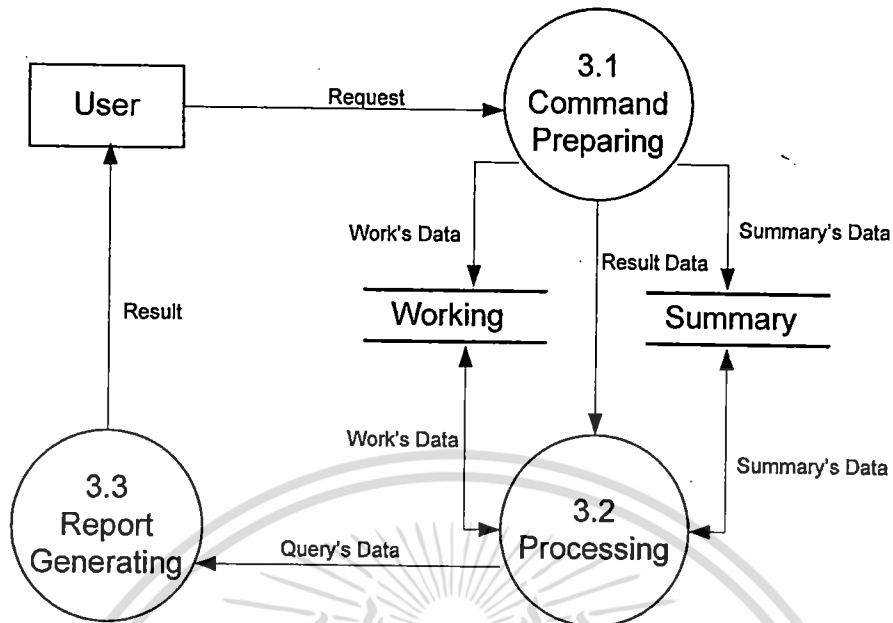 3.1
Command
Preparing
User
Request
Work's Data
Result Data
Summary's Data
Working
Summary
Result
Work's Data
Summary's Data
3.3
Report
Generating
Query's Data
3.2
Processing